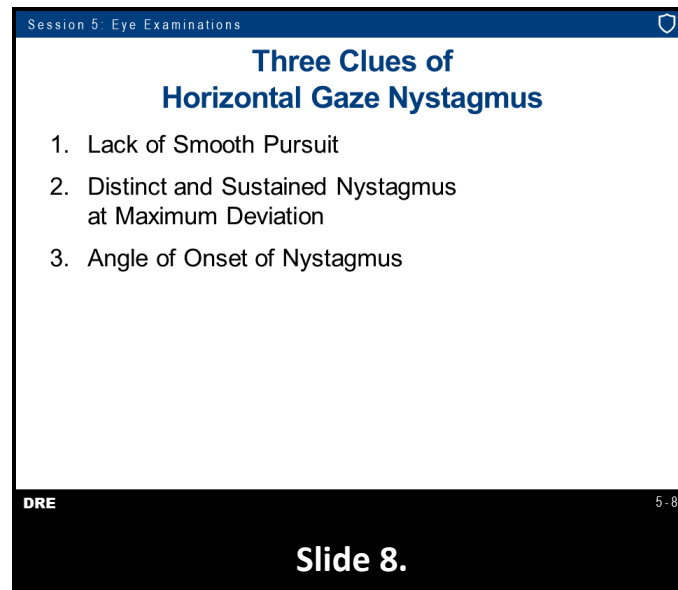 Session 5: Eye Examinations
Three Clues of
Horizontal Gaze Nystagmus
1. Lack of Smooth Pursuit
2. Distinct and Sustained Nystagmus
at Maximum Deviation
3. Angle of Onset of Nystagmus
DRE
5-8
Slide 8.